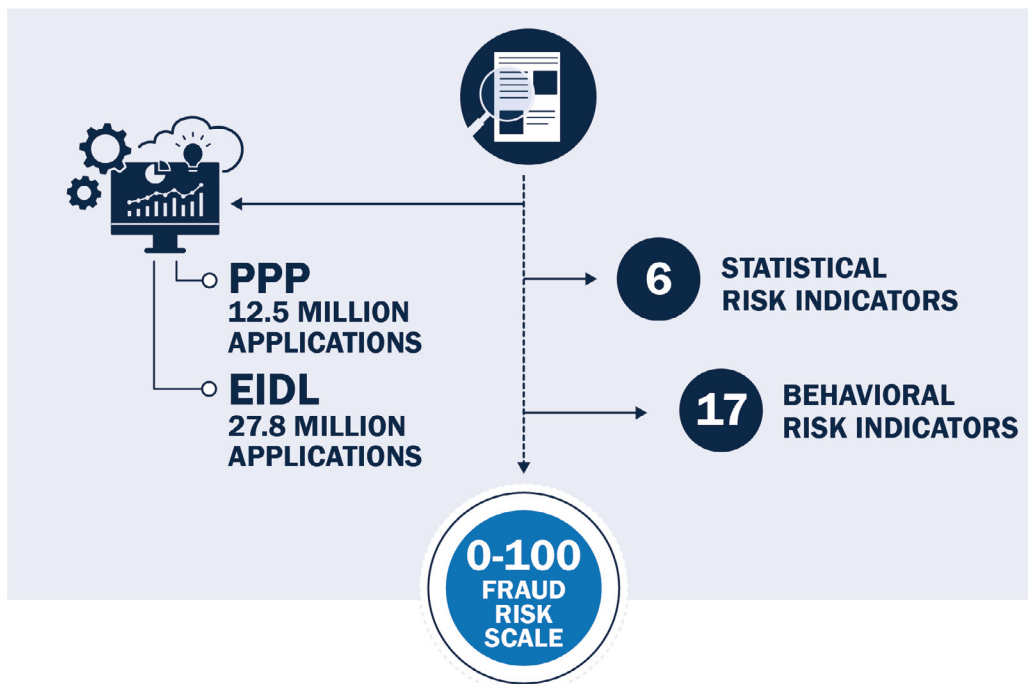 PPP
12.5 MILLION
APPLICATIONS
EIDL
27.8 MILLION
APPLICATIONS
6
STATISTICAL
RISK INDICATORS
17
BEHAVIORAL
RISK INDICATORS
0-100
FRAUD
RISK
SCALE